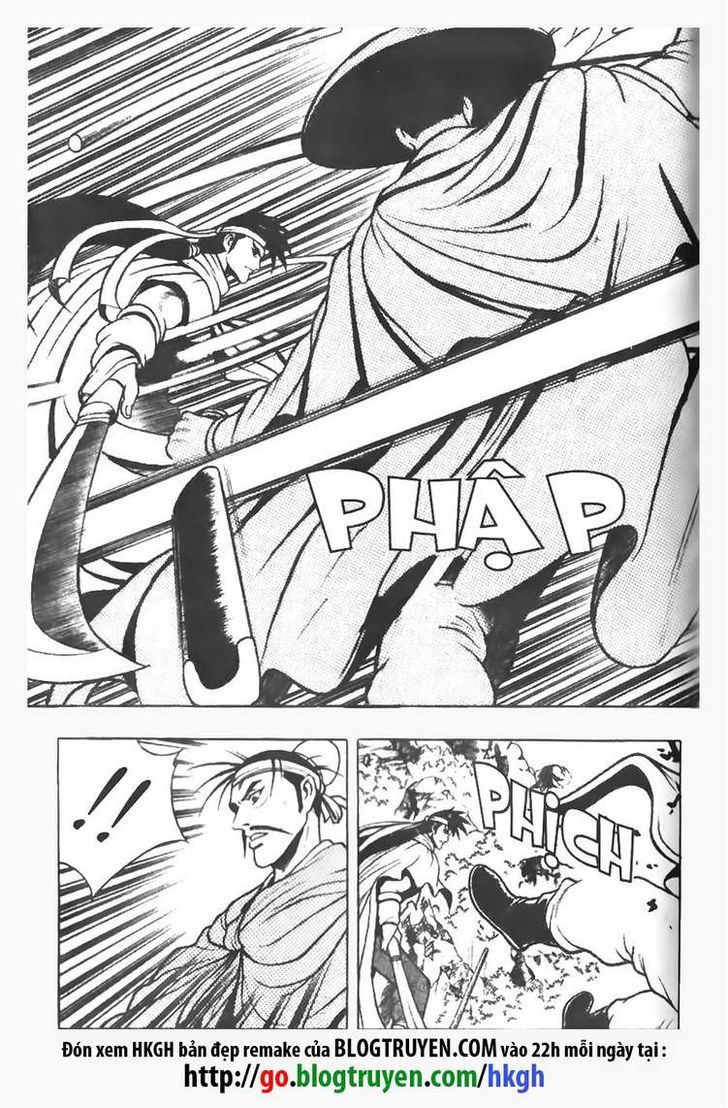 PHẬP
!!
PHỊCH
Đón xem HKGH bản đẹp remake của BLOGTRUYEN.COM vào 22h mỗi ngày tại :
http://go.blogtruyen.com/hkgh